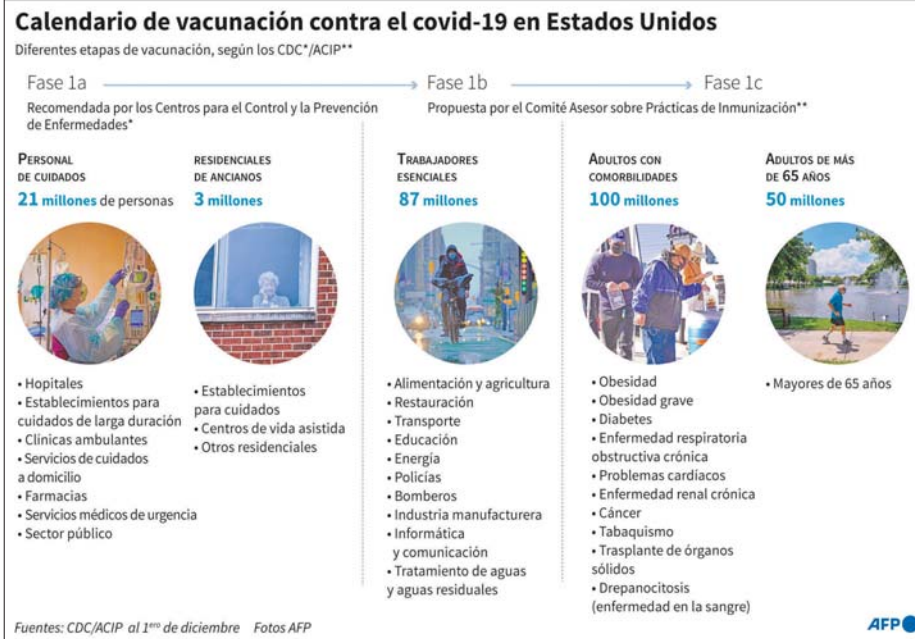 Calendario de vacunación contra el covid-19 en Estados Unidos
Diferentes etapas de vacunación, según los CDC*/ACIP**
Fase 1a
Fase 1b
Fase 1c
Recomendada por los Centros para el Control y la Prevención
de Enfermedades*
Propuesta por el Comité Asesor sobre Prácticas de Inmunización**
PERSONAL
DE CUIDADOS
21 millones de personas
• Hopitales
• Establecimientos para
cuidados de larga duración
• Clínicas ambulantes
• Servicios de cuidados
a domicilio
• Farmacias
• Servicios médicos de urgencia
• Sector público
RESIDENCIALES
DE ANCIANOS
3 millones
• Establecimientos
para cuidados
• Centros de vida asistida
• Otros residenciales
TRABAJADORES
ESENCIALES
87 millones
• Alimentación y agricultura
• Restauración
• Transporte
• Educación
• Energía
• Policías
• Bomberos
• Industria manufacturera
• Informática
y comunicación
• Tratamiento de aguas
y aguas residuales
ADULTOS CON
COMORBILIDADES
100 millones
• Obesidad
• Obesidad grave
• Diabetes
• Enfermedad respiratoria
obstructiva crónica
• Problemas cardíacos
• Enfermedad renal crónica
• Cáncer
• Tabaquismo
• Trasplante de órganos
sólidos
• Drepanocitosis
(enfermedad en la sangre)
ADULTOS DE MÁS
DE 65 AÑOS
50 millones
• Mayores de 65 años
Fuentes: CDC/ACIP al 1ero de diciembre Fotos AFP
AFP